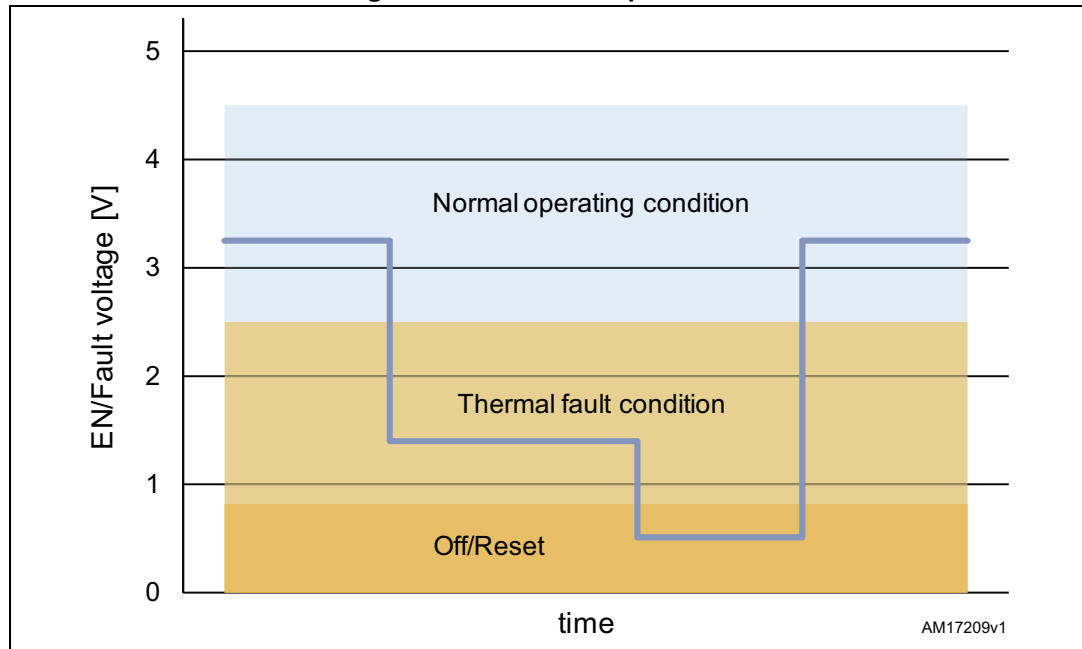 5
4
Normal operating condition
3
EN/Fault voltage [V]
2
Thermal fault condition
1
Off/Reset
0
time
AM17209v1